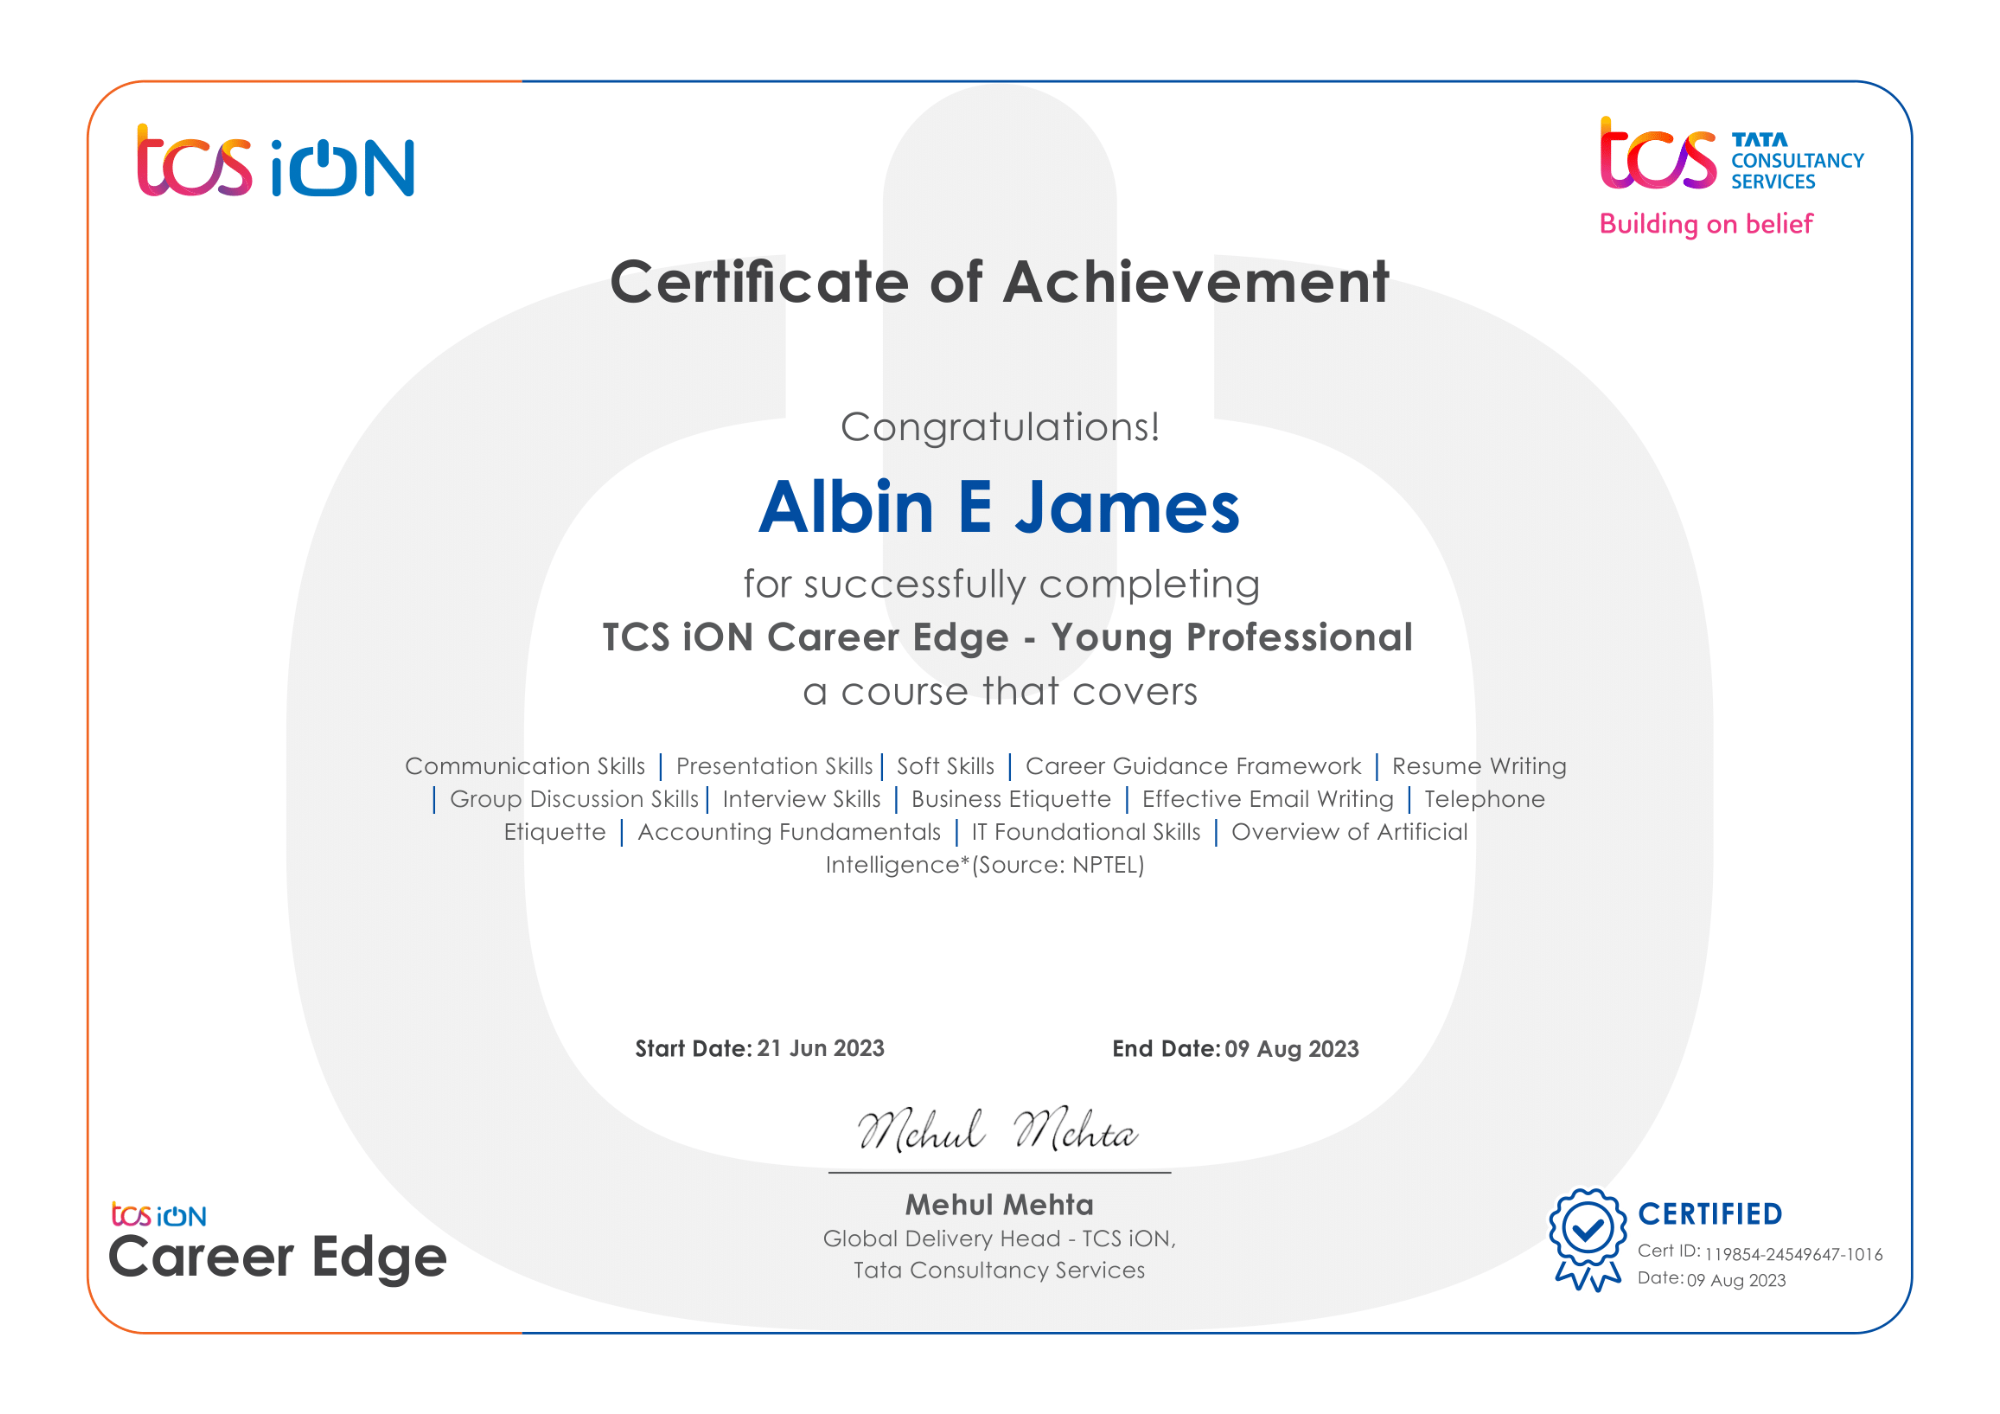 tcs iON
tcs TATA
CONSULTANCY
SERVICES
Building on belief
Certificate of Achievement
Congratulations!
Albin E James
for successfully completing
TCS iON Career Edge - Young Professional
a course that covers
Communication Skills | Presentation Skills | Soft Skills | Career Guidance Framework | Resume Writing
| Group Discussion Skills | Interview Skills | Business Etiquette | Effective Email Writing | Telephone
Etiquette | Accounting Fundamentals | IT Foundational Skills | Overview of Artificial
Intelligence*(Source: NPTEL)
Start Date: 21 Jun 2023 End Date: 09 Aug 2023
Mehul Mehta
Mehul Mehta
Global Delivery Head - TCS iON,
Tata Consultancy Services
tcs iON
Career Edge
CERTIFIED
Cert ID: 119854-24549647-1016
Date: 09 Aug 2023